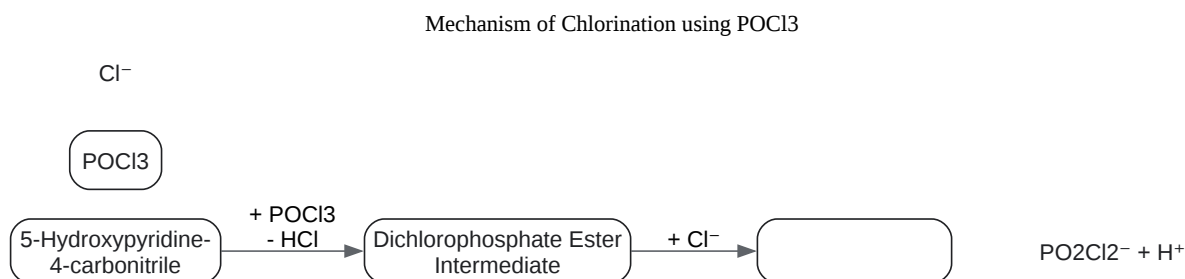 Mechanism of Chlorination using POCl3
Cl⁻
POCl3
+ POCl3
- HCl
5-Hydroxypyridine-
4-carbonitrile
Dichlorophosphate Ester
Intermediate
+ Cl⁻
PO2Cl2⁻ + H⁺